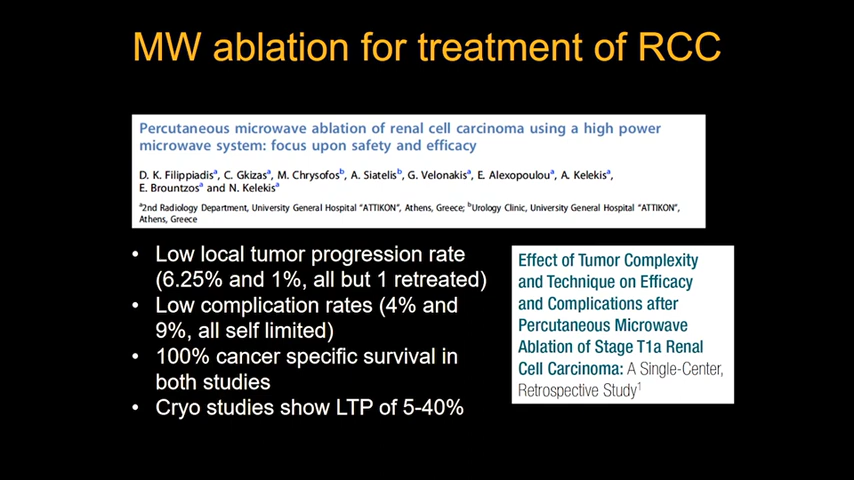 MW ablation for treatment of RCC
Percutaneous microwave ablation of renal cell carcinoma using a high power
microwave system: focus upon safety and efficacy
D. K. Filippiadisa, C. Gkizasa, M. Chrysofosb, A. Siatelisb, G. Velonakisa, E. Alexopouloua, A. Kelekisa,
E. Brountzosa and N. Kelekisa
a2nd Radiology Department, University General Hospital "ATTIKON", Athens, Greece; bUrology Clinic, University General Hospital "ATTIKON",
Athens, Greece
• Low local tumor progression rate
(6.25% and 1%, all but 1 retreated)
• Low complication rates (4% and
9%, all self limited)
• 100% cancer specific survival in
both studies
• Cryo studies show LTP of 5-40%
Effect of Tumor Complexity
and Technique on Efficacy
and Complications after
Percutaneous Microwave
Ablation of Stage T1a Renal
Cell Carcinoma: A Single-Center,
Retrospective Study1